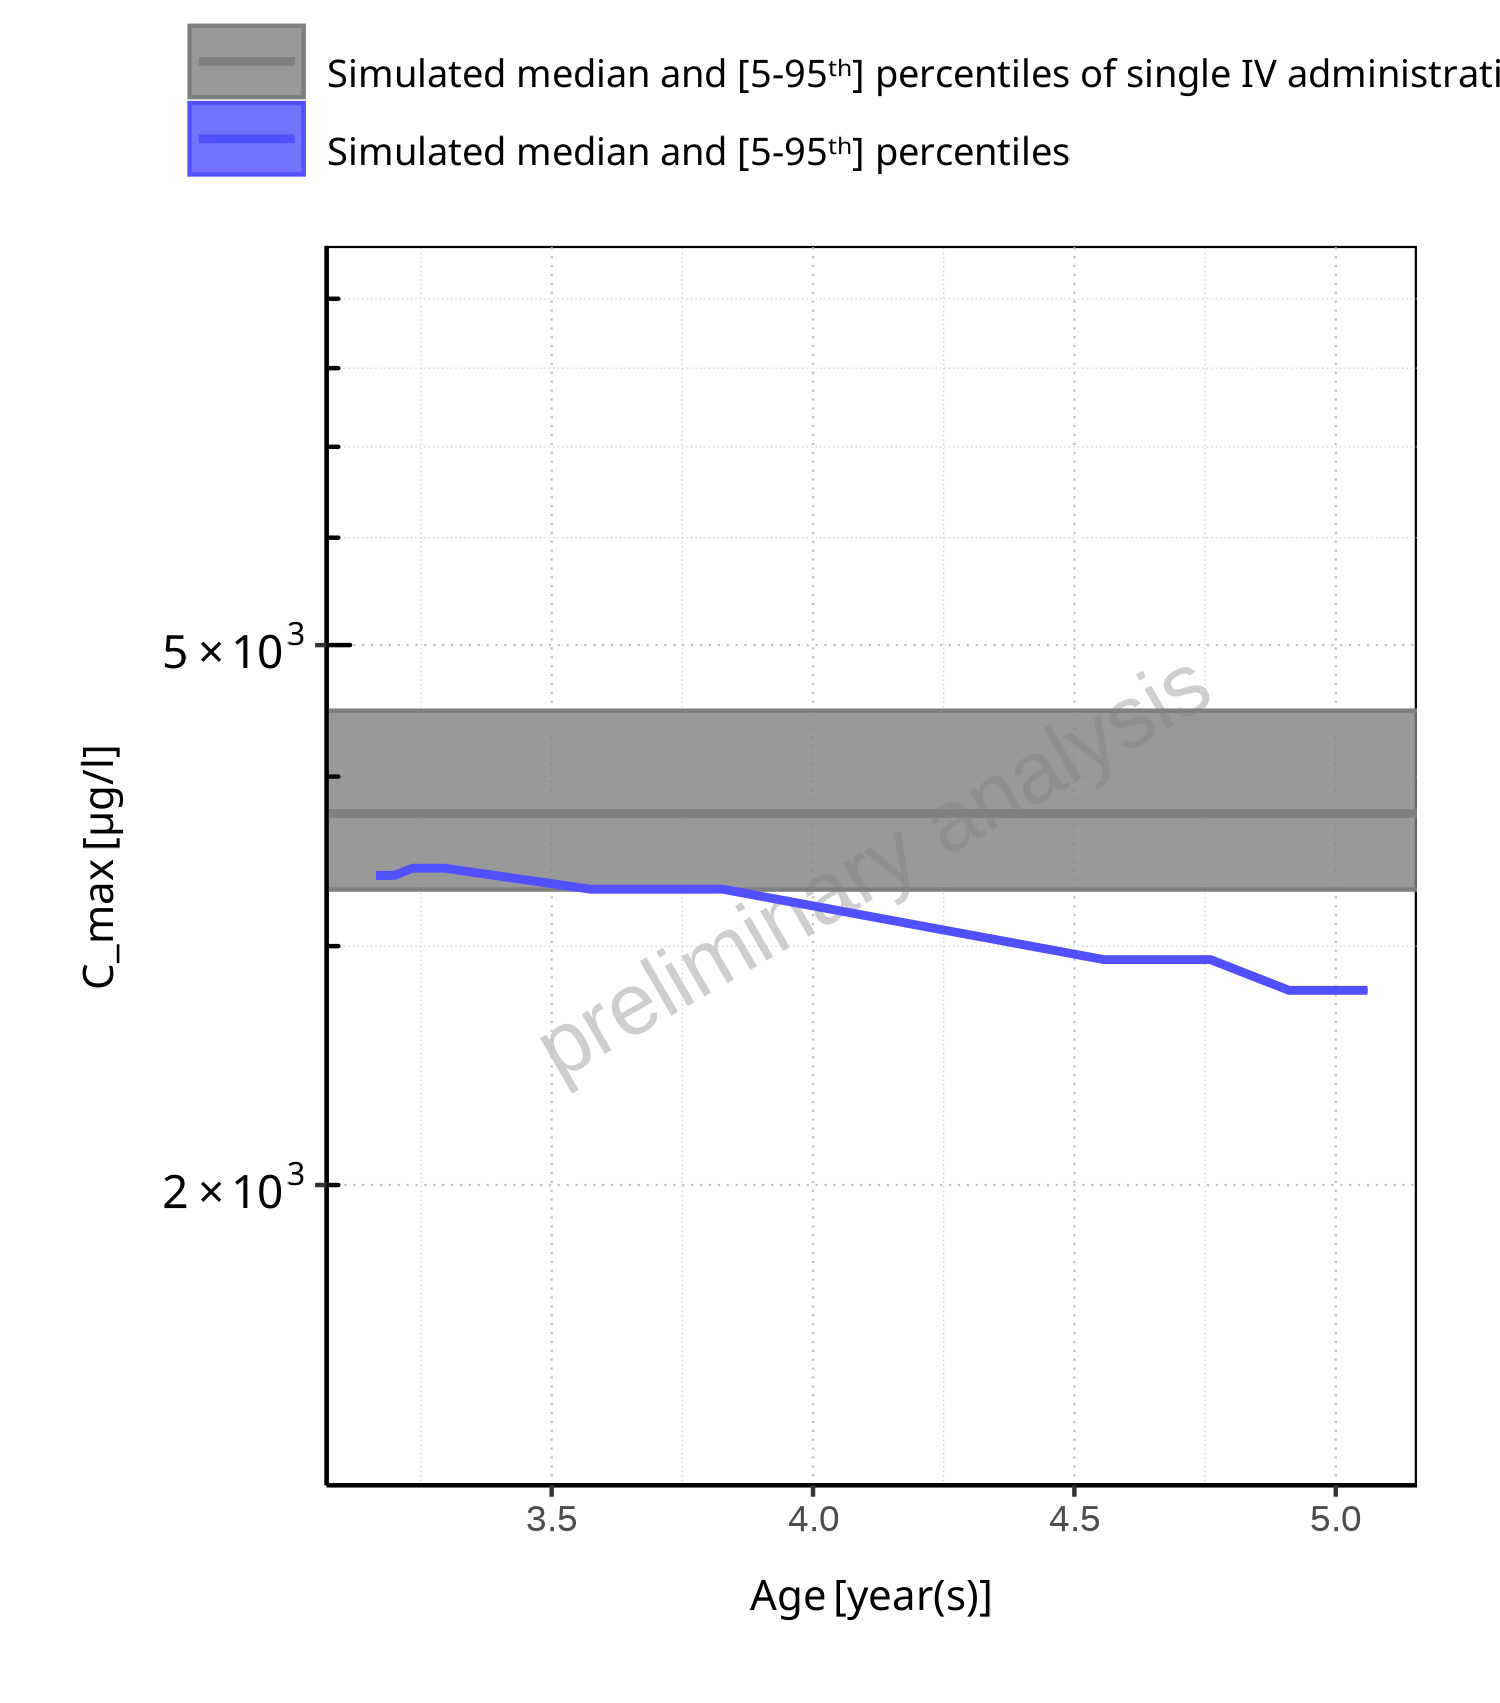 Simulated median and [5-95ᵗʰ] percentiles of single IV administrati
Simulated median and [5-95ᵗʰ] percentiles
5 × 10³
2 × 10³
C_max [µg/l]
preliminary analysis
3.5 4.0 4.5 5.0
Age [year(s)]